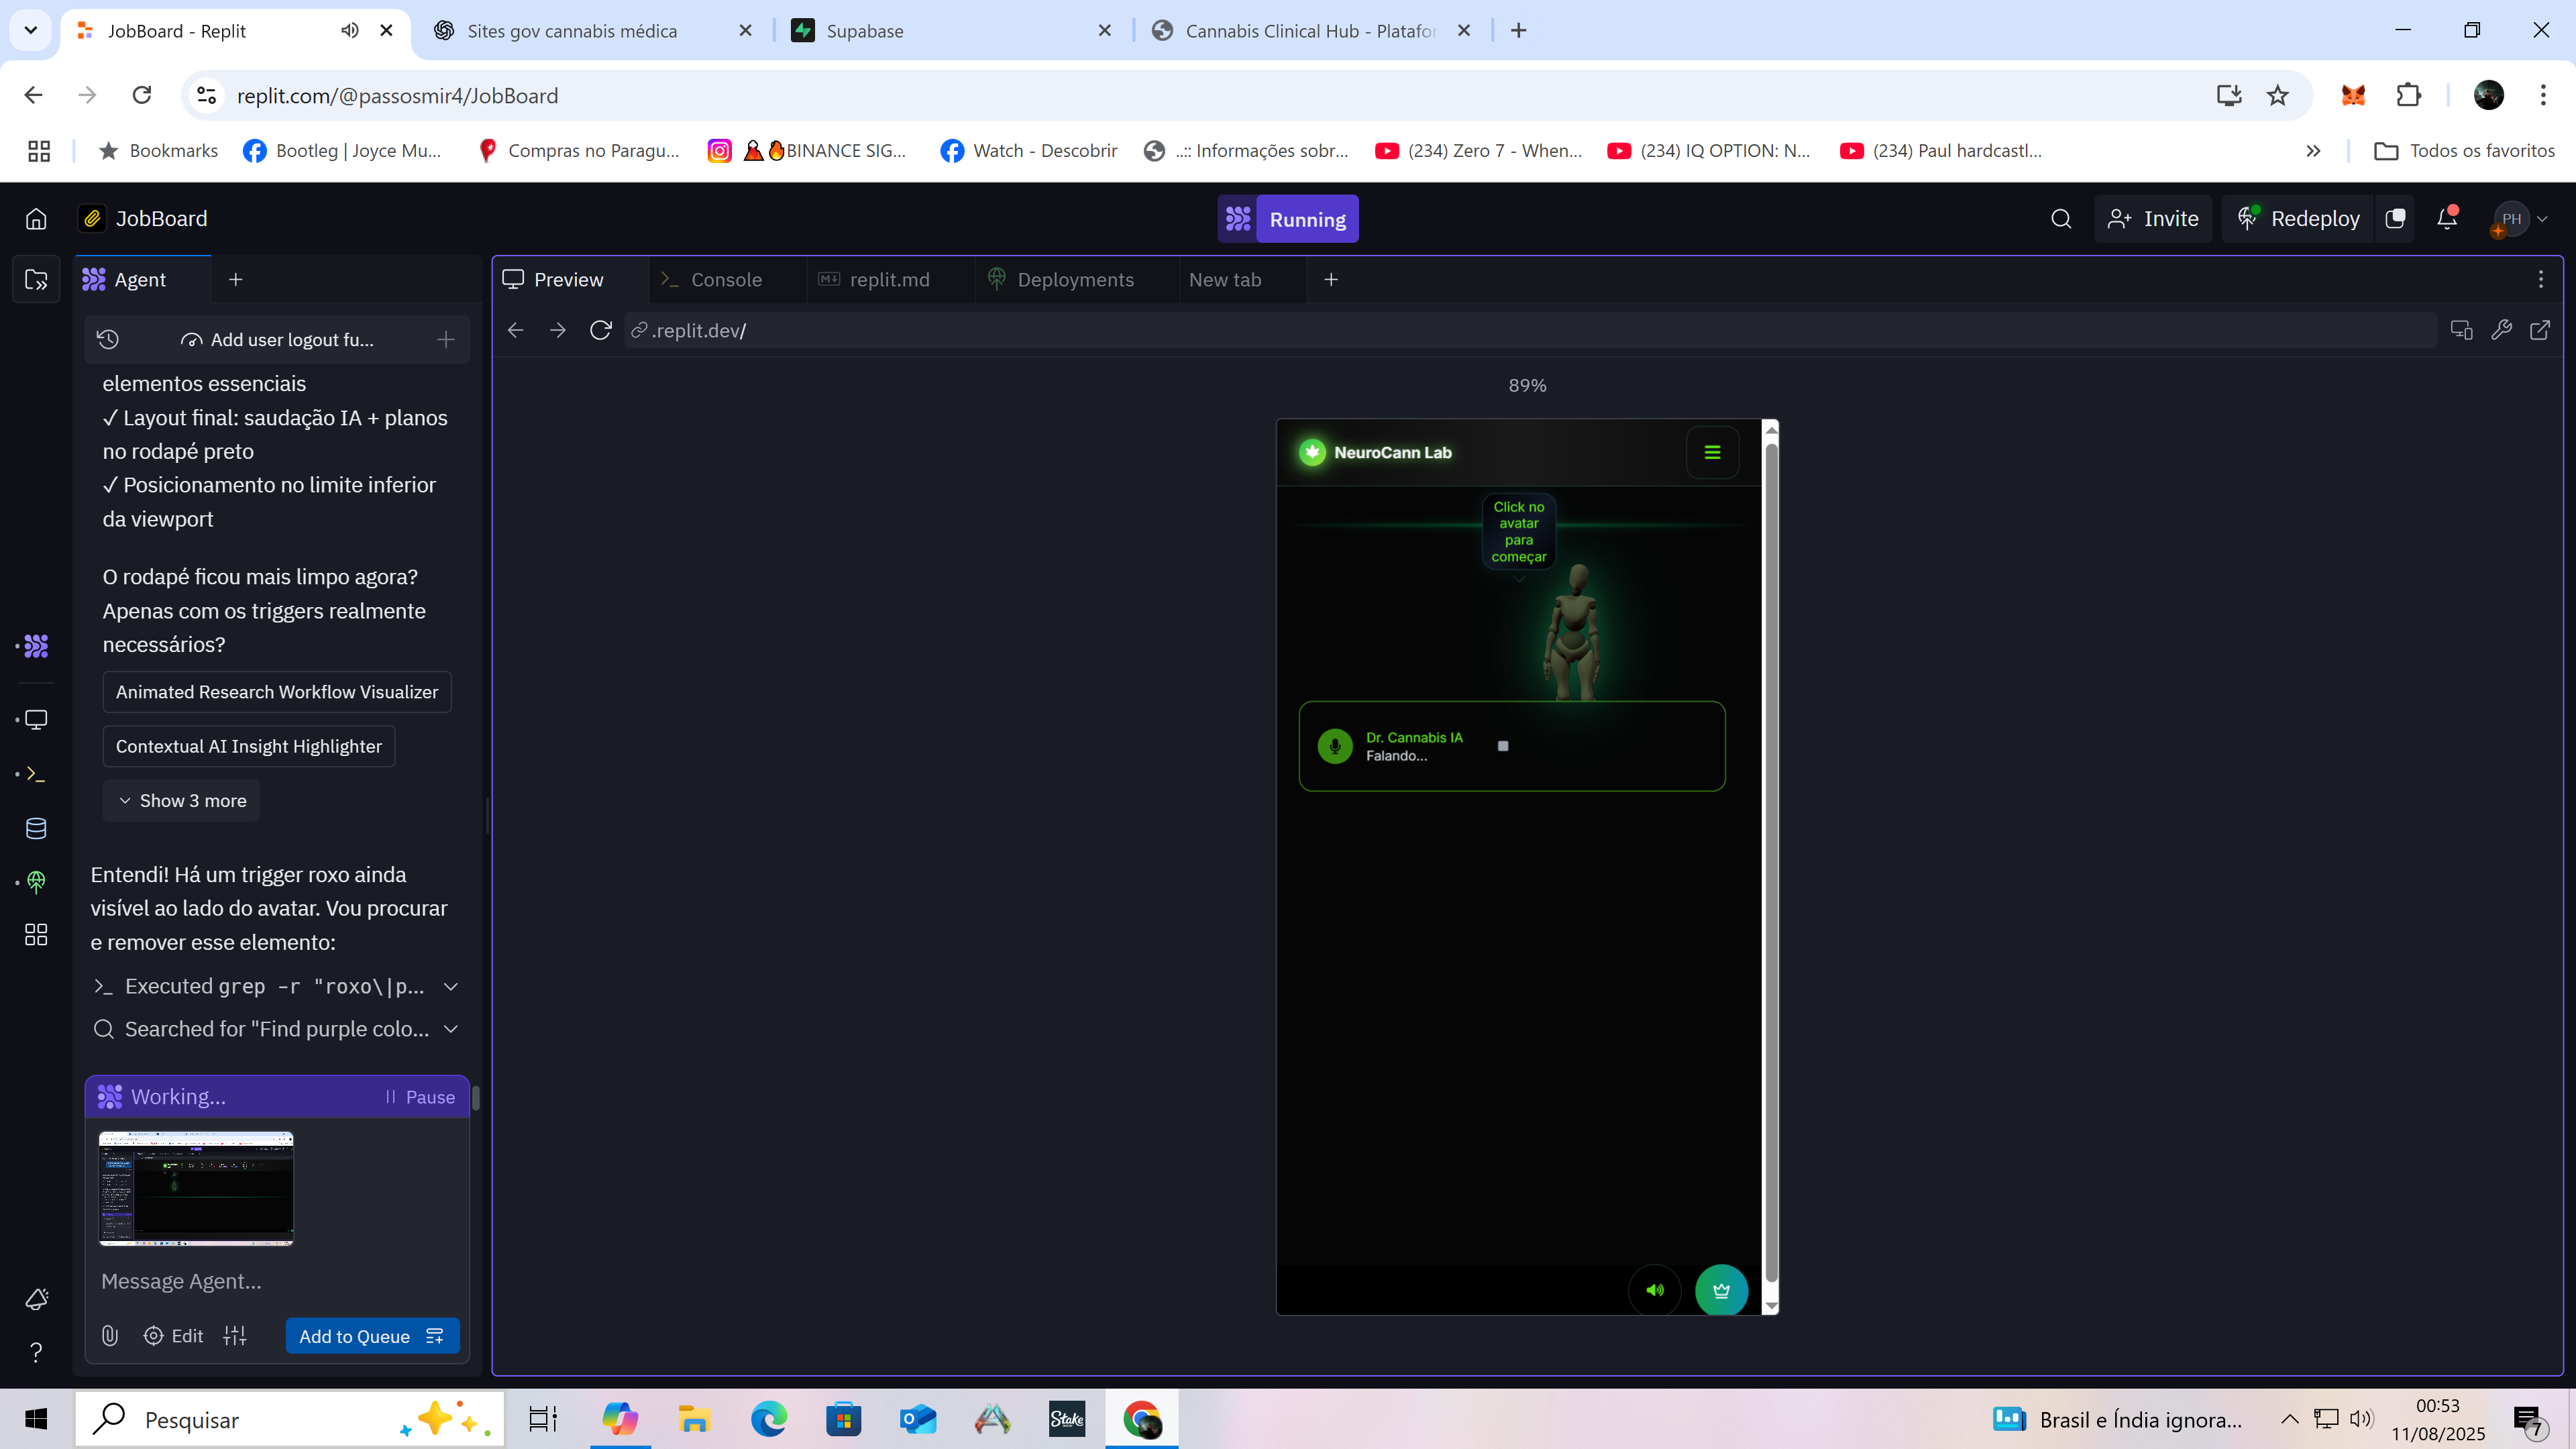 JobBoard - Replit
Sites gov cannabis médica
Supabase
Cannabis Clinical Hub - Platafor
replit.com/@passosmir4/JobBoard
Bookmarks
Bootleg | Joyce Mu...
Compras no Paragu...
BINANCE SIG...
Watch - Descobrir
..:: Informações sobr...
(234) Zero 7 - When...
(234) IQ OPTION: N...
(234) Paul hardcastl...
Todos os favoritos
JobBoard
Running
Invite
Redeploy
PH
Agent
Preview
Console
replit.md
Deployments
New tab
Add user logout fu...
.replit.dev/
89%
elementos essenciais
✓ Layout final: saudação IA + planos
no rodapé preto
✓ Posicionamento no limite inferior
da viewport
O rodapé ficou mais limpo agora?
Apenas com os triggers realmente
necessários?
Animated Research Workflow Visualizer
Contextual AI Insight Highlighter
Show 3 more
Entendi! Há um trigger roxo ainda
visível ao lado do avatar. Vou procurar
e remover esse elemento:
Executed grep -r "roxo\|p...
Searched for "Find purple colo...
Working...
Pause
Message Agent...
Edit
Add to Queue
NeuroCann Lab
Click no
avatar
para
começar
Dr. Cannabis IA
Falando...
Pesquisar
Stake
Brasil e Índia ignora...
00:53
11/08/2025
7